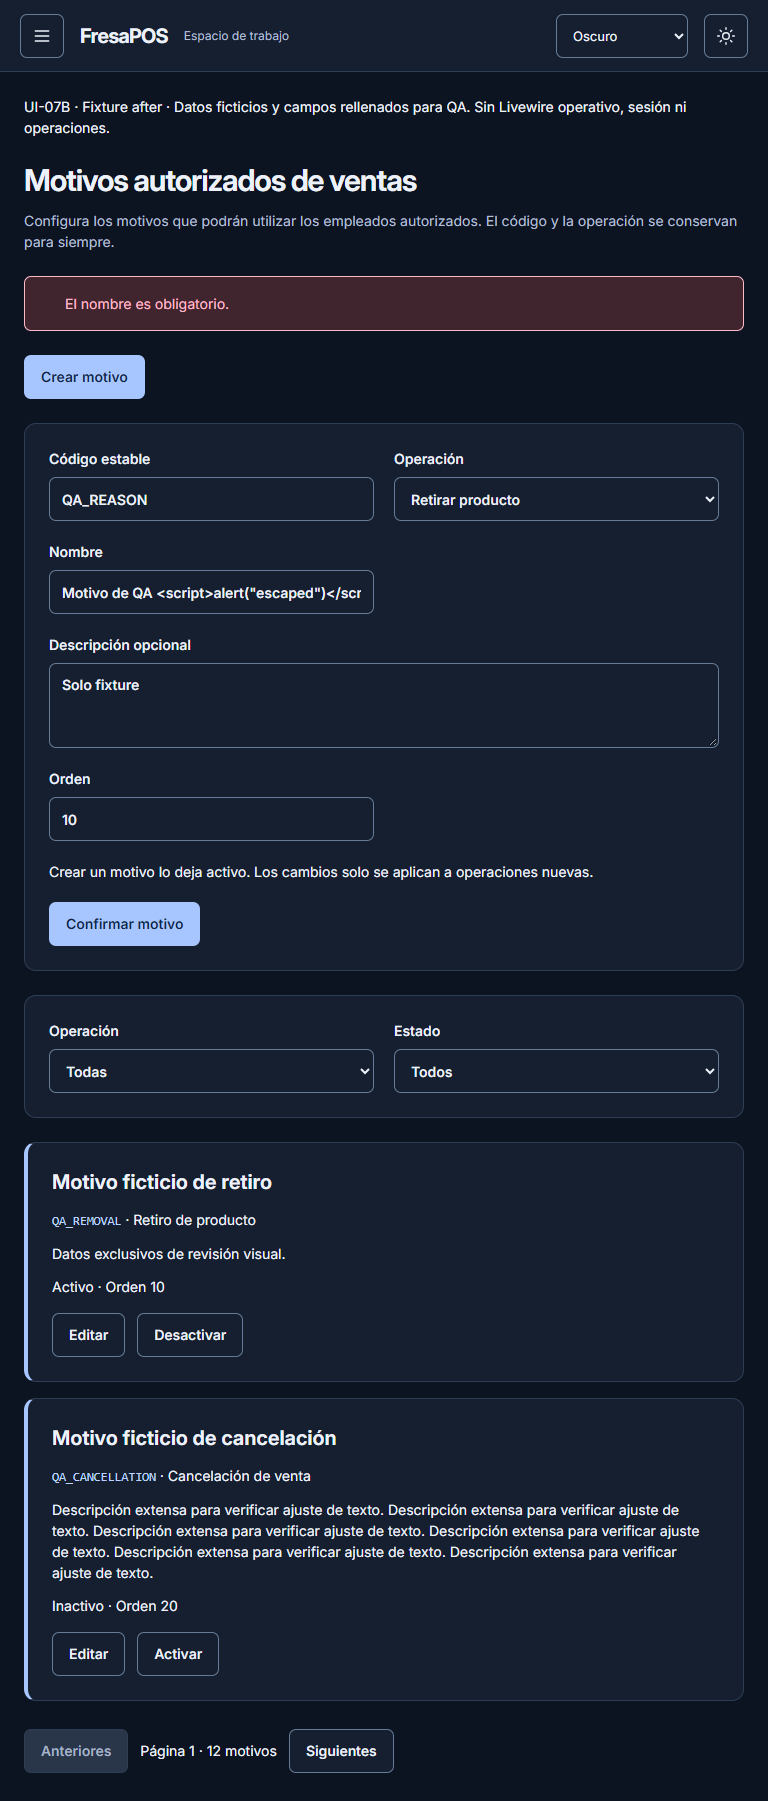 FresaPOS
Espacio de trabajo
Oscuro
UI-07B · Fixture after · Datos ficticios y campos rellenados para QA. Sin Livewire operativo, sesión ni
operaciones.
Motivos autorizados de ventas
Configura los motivos que podrán utilizar los empleados autorizados. El código y la operación se conservan
para siempre.
El nombre es obligatorio.
Crear motivo
Código estable
Operación
QA_REASON
Retirar producto
Nombre
Motivo de QA <script>alert("escaped")</scr
Descripción opcional
Solo fixture
Orden
10
Crear un motivo lo deja activo. Los cambios solo se aplican a operaciones nuevas.
Confirmar motivo
Operación
Estado
Todas
Todos
Motivo ficticio de retiro
QA_REMOVAL · Retiro de producto
Datos exclusivos de revisión visual.
Activo · Orden 10
Editar
Desactivar
Motivo ficticio de cancelación
QA_CANCELLATION · Cancelación de venta
Descripción extensa para verificar ajuste de texto. Descripción extensa para verificar ajuste de
texto. Descripción extensa para verificar ajuste de texto. Descripción extensa para verificar ajuste
de texto. Descripción extensa para verificar ajuste de texto. Descripción extensa para verificar
ajuste de texto.
Inactivo · Orden 20
Editar
Activar
Anteriores
Página 1 · 12 motivos
Siguientes